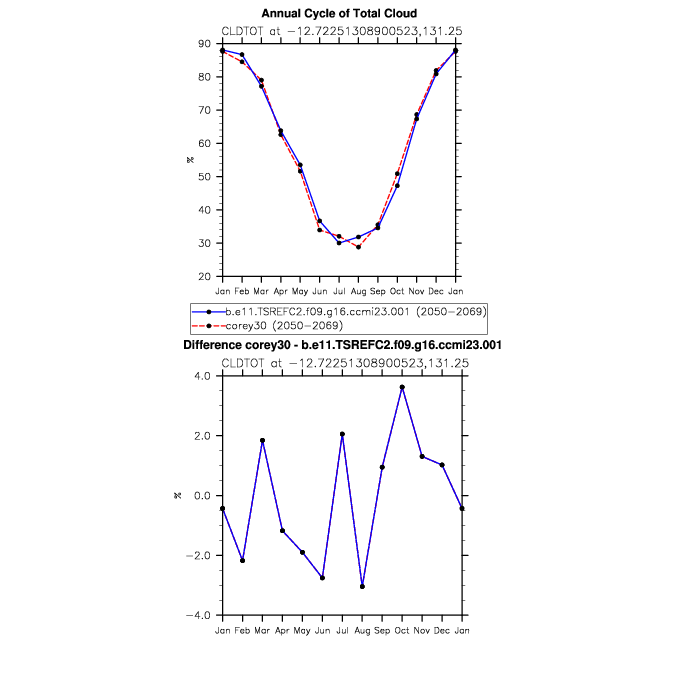 Annual Cycle of Total Cloud
CLDTOT at −12.72251308900523,131.25
90
80
70
60
50
40
30
20
%
Jan Feb Mar Apr May Jun Jul Aug Sep Oct Nov Dec Jan
b.e11.TSREFC2.f09.g16.ccmi23.001 (2050−2069)
corey30 (2050−2069)
Difference corey30 - b.e11.TSREFC2.f09.g16.ccmi23.001
CLDTOT at −12.72251308900523,131.25
4.0
2.0
0.0
−2.0
−4.0
%
Jan Feb Mar Apr May Jun Jul Aug Sep Oct Nov Dec Jan